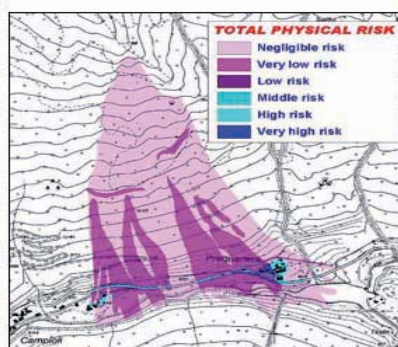 TOTAL PHYSICAL RISK
Negligible risk
Very low risk
Low risk
Middle risk
High risk
Very high risk
Campioli